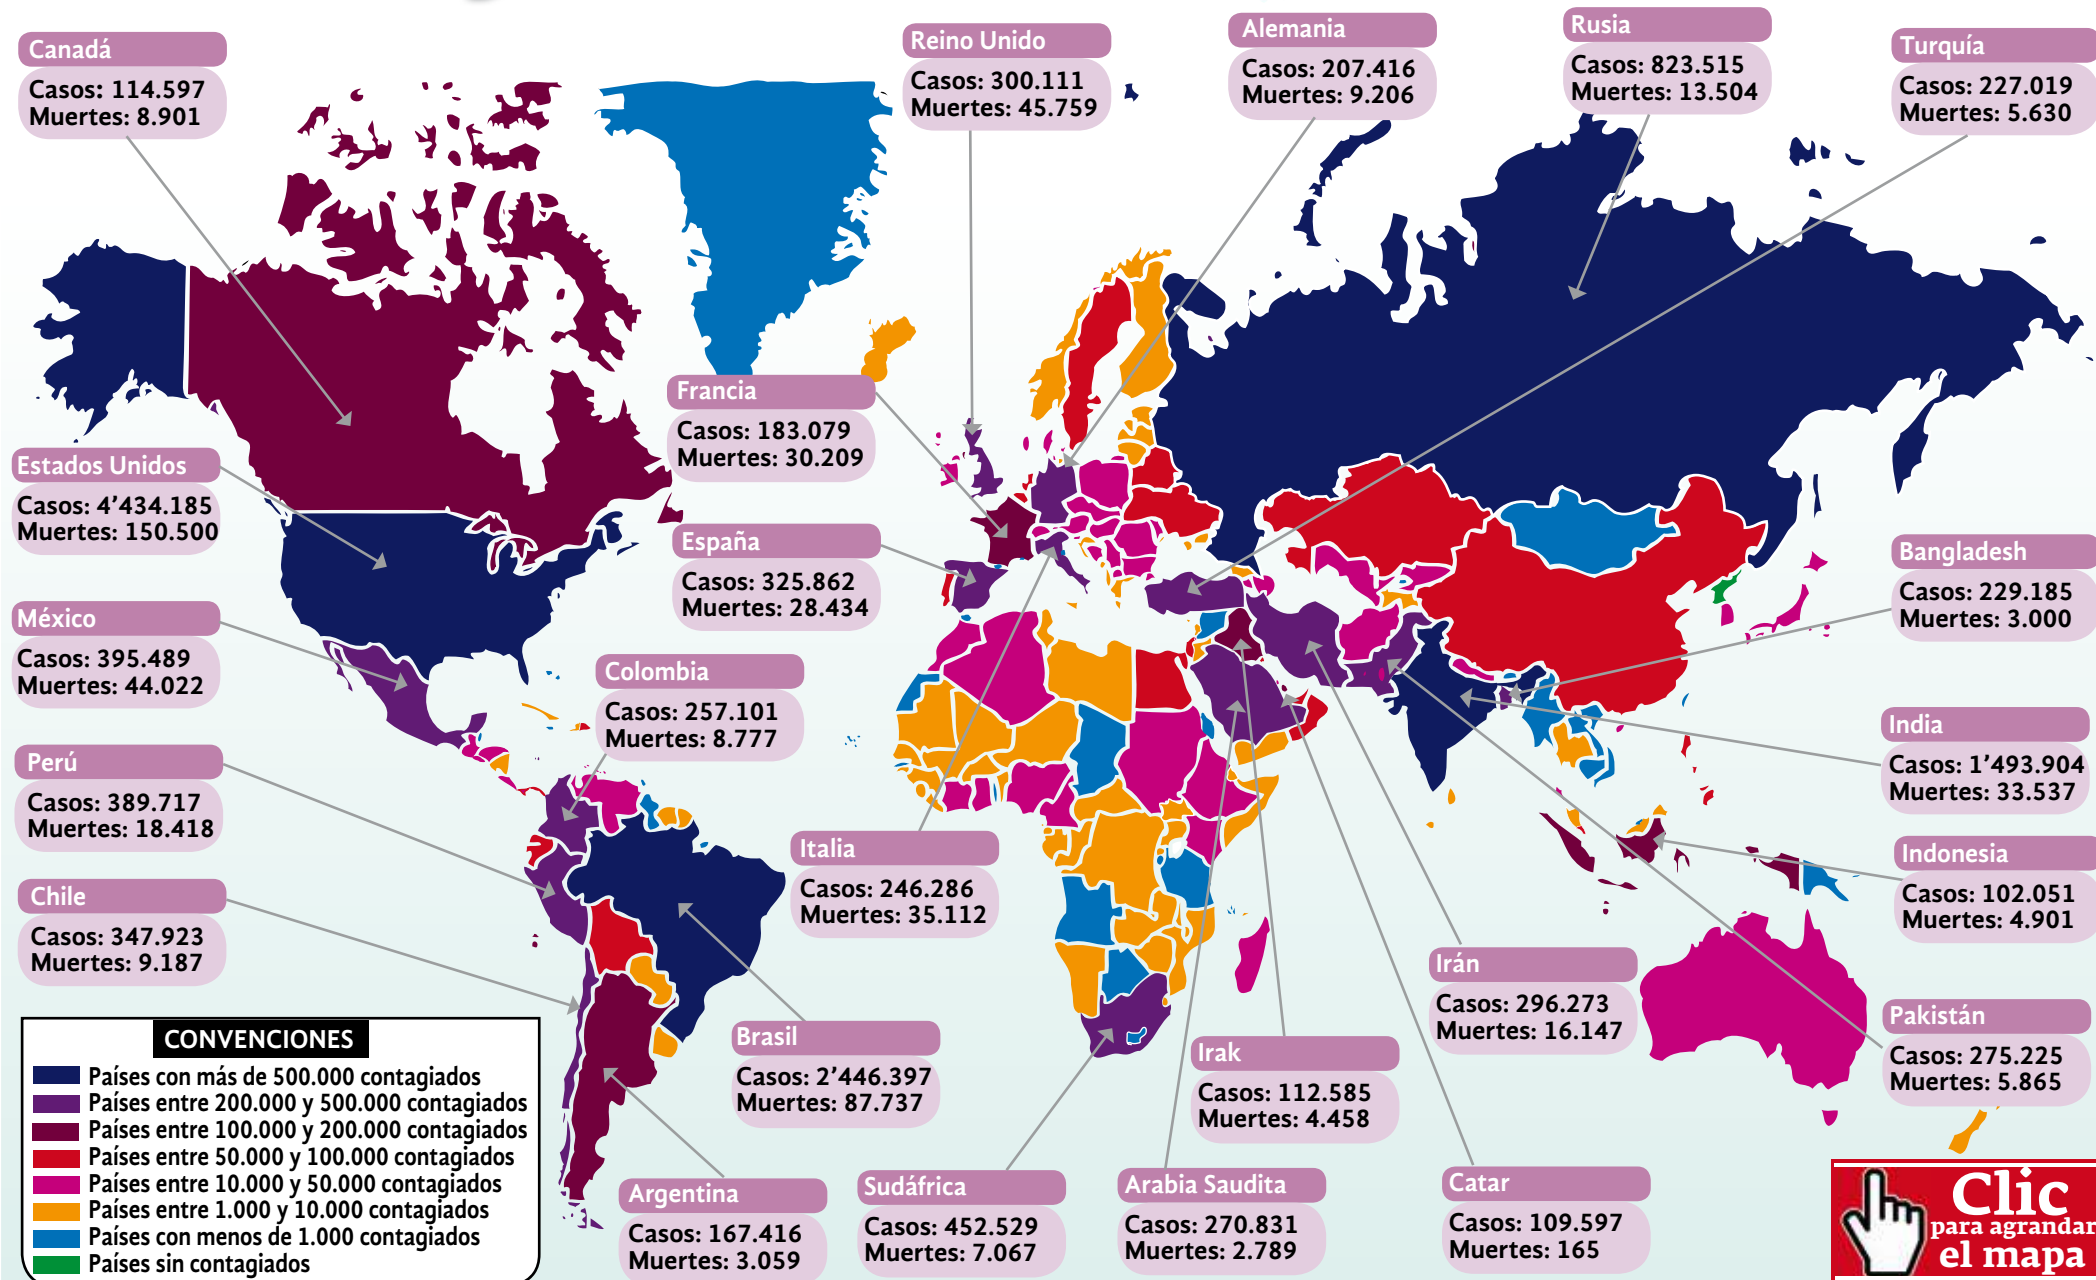 Canadá
Casos: 114.597
Muertes: 8.901
Reino Unido
Casos: 300.111
Muertes: 45.759
Alemania
Casos: 207.416
Muertes: 9.206
Rusia
Casos: 823.515
Muertes: 13.504
Turquía
Casos: 227.019
Muertes: 5.630
Francia
Casos: 183.079
Muertes: 30.209
Estados Unidos
Casos: 4’434.185
Muertes: 150.500
España
Casos: 325.862
Muertes: 28.434
Bangladesh
Casos: 229.185
Muertes: 3.000
México
Casos: 395.489
Muertes: 44.022
Colombia
Casos: 257.101
Muertes: 8.777
India
Casos: 1’493.904
Muertes: 33.537
Perú
Casos: 389.717
Muertes: 18.418
Italia
Casos: 246.286
Muertes: 35.112
Indonesia
Casos: 102.051
Muertes: 4.901
Chile
Casos: 347.923
Muertes: 9.187
Irán
Casos: 296.273
Muertes: 16.147
Pakistán
Casos: 275.225
Muertes: 5.865
Brasil
Casos: 2’446.397
Muertes: 87.737
Irak
Casos: 112.585
Muertes: 4.458
Argentina
Casos: 167.416
Muertes: 3.059
Sudáfrica
Casos: 452.529
Muertes: 7.067
Arabia Saudita
Casos: 270.831
Muertes: 2.789
Catar
Casos: 109.597
Muertes: 165
CONVENCIONES
Países con más de 500.000 contagiados
Países entre 200.000 y 500.000 contagiados
Países entre 100.000 y 200.000 contagiados
Países entre 50.000 y 100.000 contagiados
Países entre 10.000 y 50.000 contagiados
Países entre 1.000 y 10.000 contagiados
Países con menos de 1.000 contagiados
Países sin contagiados
Clic
para agrandar
el mapa